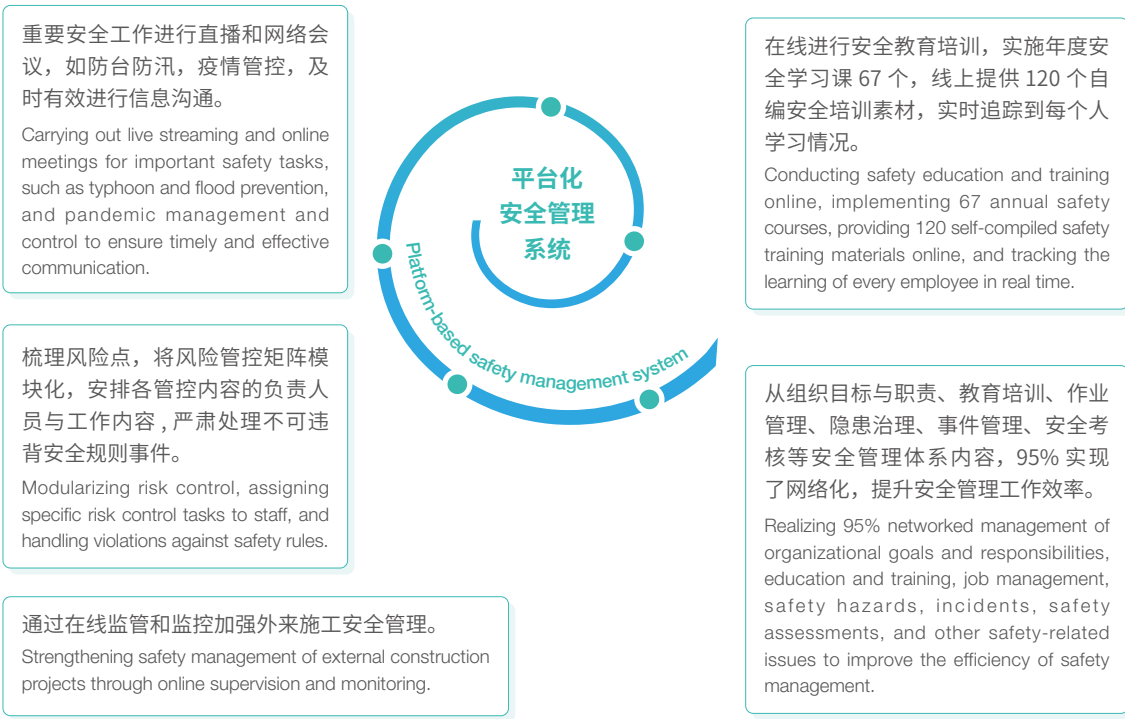 重要安全工作进行直播和网络会
议，如防台防汛，疫情管控，及
时有效进行信息沟通。
Carrying out live streaming and online
meetings for important safety tasks,
such as typhoon and flood prevention,
and pandemic management and
control to ensure timely and effective
communication.
梳理风险点，将风险管控矩阵模
块化，安排各管控内容的负责人
员与工作内容 , 严肃处理不可违
背安全规则事件。
Modularizing risk control, assigning
specific risk control tasks to staff, and
handling violations against safety rules.
通过在线监管和监控加强外来施工安全管理。
Strengthening safety management of external construction
projects through online supervision and monitoring.
平台化
安全管理
系统
Platform-based safety management system
在线进行安全教育培训，实施年度安
全学习课 67 个，线上提供 120 个自
编安全培训素材，实时追踪到每个人
学习情况。
Conducting safety education and training
online, implementing 67 annual safety
courses, providing 120 self-compiled safety
training materials online, and tracking the
learning of every employee in real time.
从组织目标与职责、教育培训、作业
管理、隐患治理、事件管理、安全考
核等安全管理体系内容，95% 实现
了网络化，提升安全管理工作效率。
Realizing 95% networked management of
organizational goals and responsibilities,
education and training, job management,
safety hazards, incidents, safety
assessments, and other safety-related
issues to improve the efficiency of safety
management.